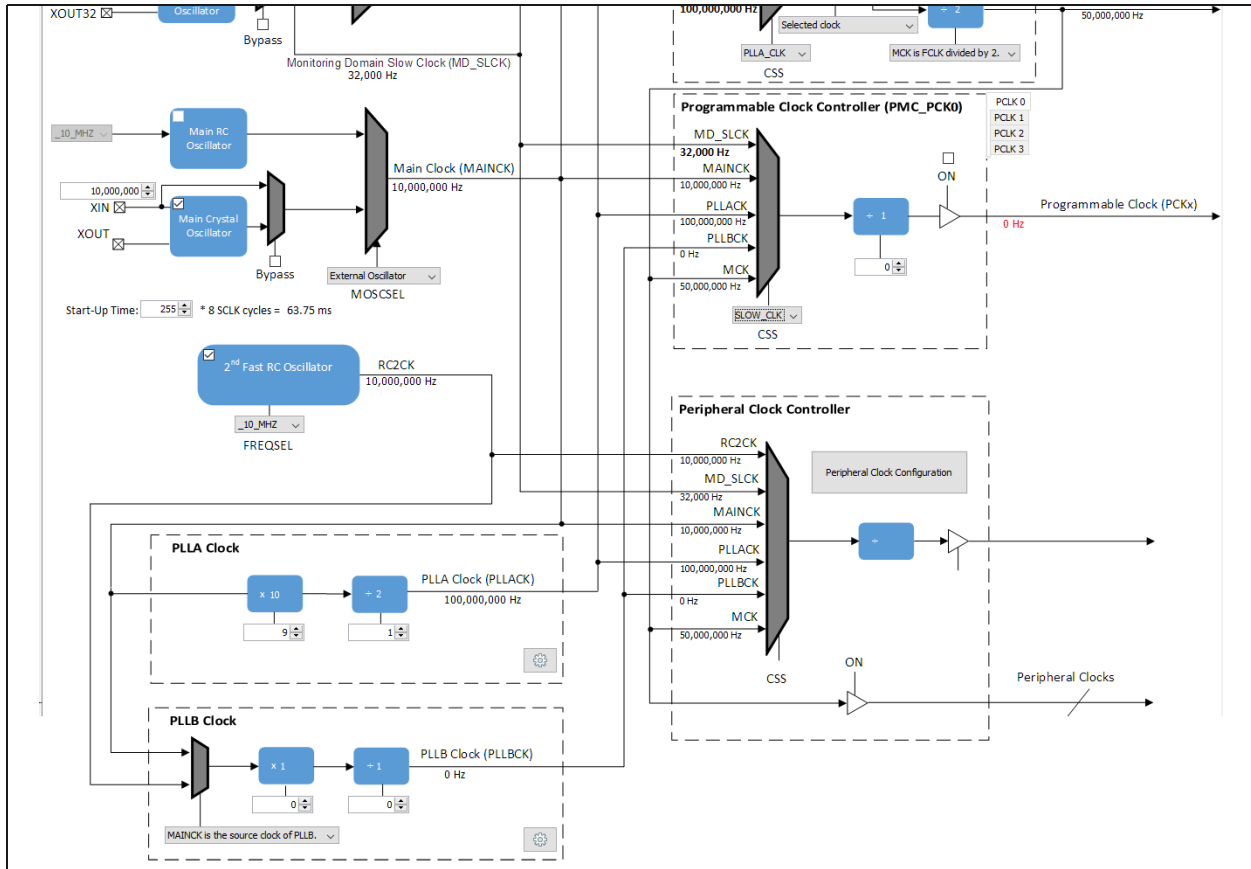 XOUT32
Oscillator
Bypass
Monitoring Domain Slow Clock (MD_SLCK)
32,000 Hz
100,000,000 Hz
Selected clock
÷ 2
50,000,000 Hz
PLLA_CLK
MCK is FCLK divided by 2.
CSS
_10_MHZ
Main RC
Oscillator
10,000,000
XIN
XOUT
Main Crystal
Oscillator
Bypass
Main Clock (MAINCK)
10,000,000 Hz
External Oscillator
MOSCSEL
Start-Up Time:
255
* 8 SCLK cycles = 63.75 ms
Programmable Clock Controller (PMC_PCK0)
PCLK 0
PCLK 1
PCLK 2
PCLK 3
MD_SLCK
32,000 Hz
MAINCK
10,000,000 Hz
PLLACK
100,000,000 Hz
PLLBCK
0 Hz
MCK
50,000,000 Hz
SLOW_CLK
CSS
÷ 1
0
ON
Programmable Clock (PCKx)
0 Hz
2nd Fast RC Oscillator
RC2CK
10,000,000 Hz
_10_MHZ
FREQSEL
Peripheral Clock Controller
RC2CK
10,000,000 Hz
MD_SLCK
32,000 Hz
MAINCK
10,000,000 Hz
PLLACK
100,000,000 Hz
PLLBCK
0 Hz
MCK
50,000,000 Hz
CSS
Peripheral Clock Configuration
÷
ON
Peripheral Clocks
PLLA Clock
x 10
9
÷ 2
1
PLLA Clock (PLLACK)
100,000,000 Hz
PLLB Clock
x 1
0
÷ 1
0
PLLB Clock (PLLBCK)
0 Hz
MAINCK is the source clock of PLLB.